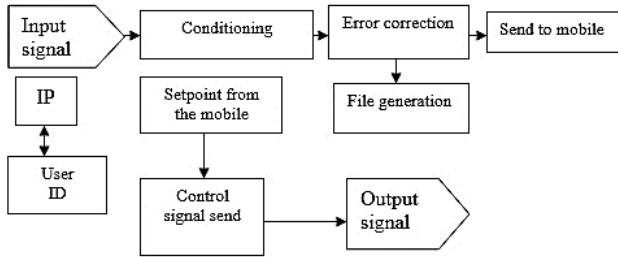 Input
signal
Conditioning
Error correction
Send to mobile
IP
Setpoint from
the mobile
File generation
User
ID
Control
signal send
Output
signal